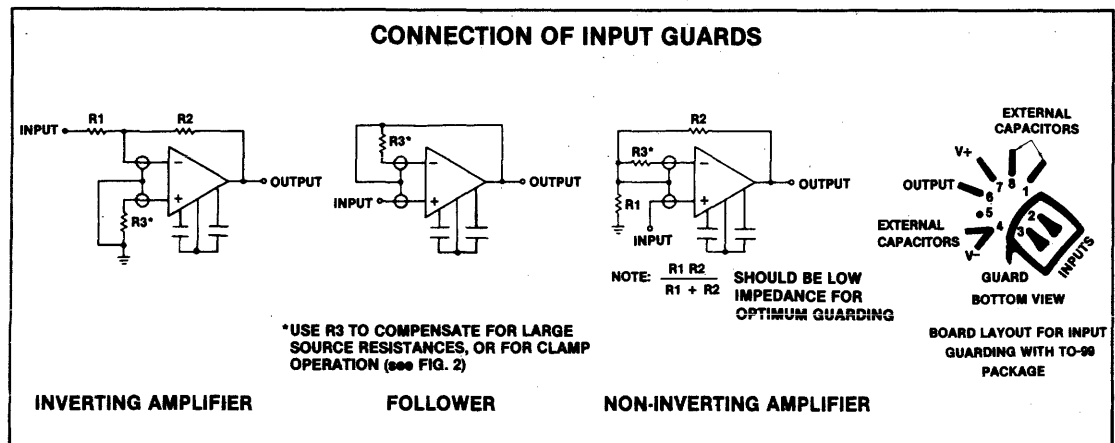 CONNECTION OF INPUT GUARDS
INPUT
R1
R2
R3*
−
+
OUTPUT
INVERTING AMPLIFIER
R3*
−
+
INPUT
OUTPUT
*USE R3 TO COMPENSATE FOR LARGE
SOURCE RESISTANCES, OR FOR CLAMP
OPERATION (see FIG. 2)
FOLLOWER
R2
R3*
−
+
R1
INPUT
OUTPUT
NOTE: R1 R2
R1 + R2
SHOULD BE LOW
IMPEDANCE FOR
OPTIMUM GUARDING
NON-INVERTING AMPLIFIER
EXTERNAL
CAPACITORS
V+
OUTPUT
7
8
1
6
5
2
4
3
EXTERNAL
CAPACITORS
V−
INPUTS
GUARD
BOTTOM VIEW
BOARD LAYOUT FOR INPUT
GUARDING WITH TO-99
PACKAGE